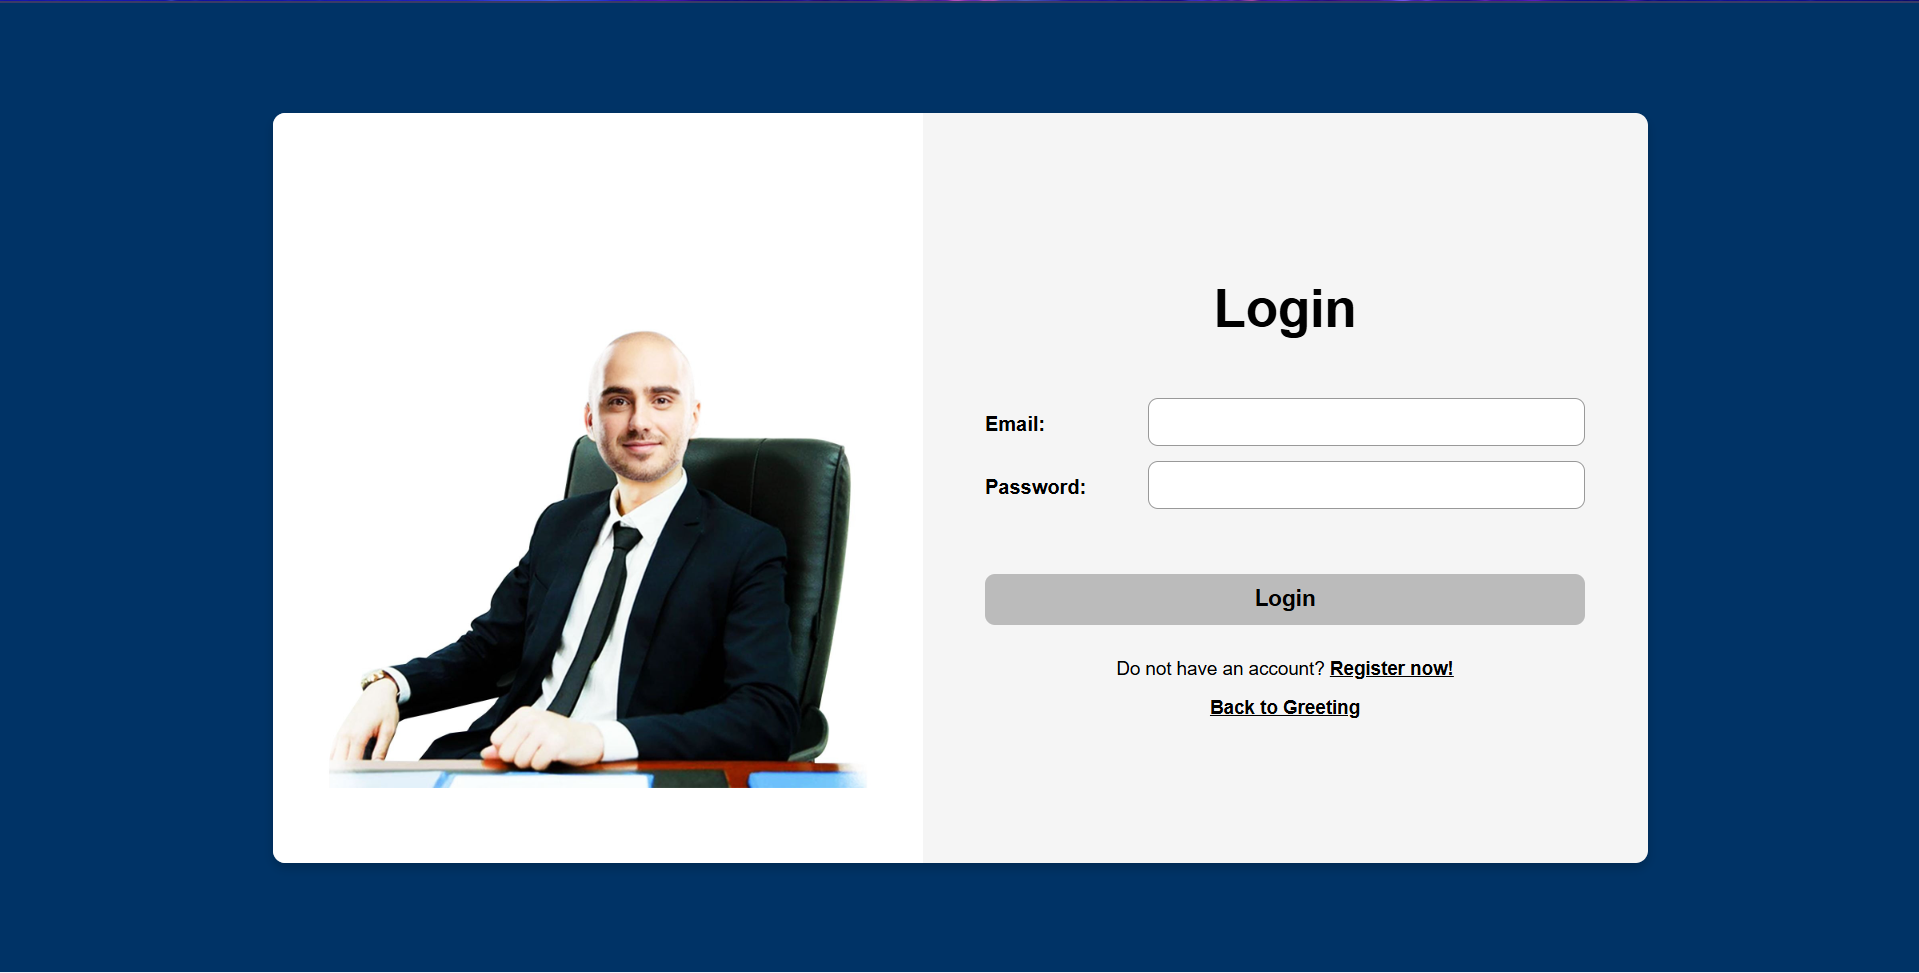 Login
Email:
Password:
Login
Do not have an account? Register now!
Back to Greeting